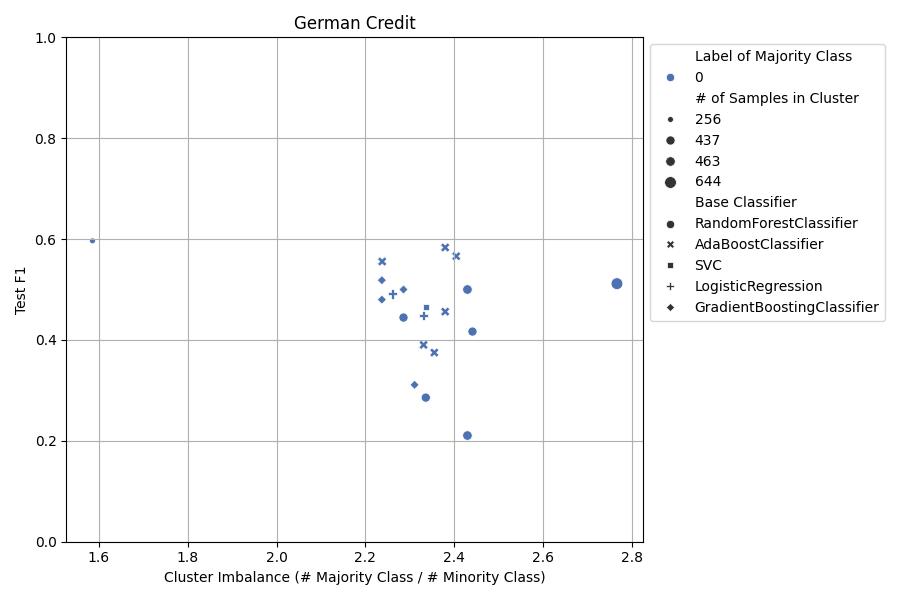 German Credit
1.0
0.8
0.6
0.4
0.2
0.0
Test F1
1.6
1.8
2.0
2.2
2.4
2.6
2.8
Cluster Imbalance (# Majority Class / # Minority Class)
Label of Majority Class
0
# of Samples in Cluster
256
437
463
644
Base Classifier
RandomForestClassifier
AdaBoostClassifier
SVC
LogisticRegression
GradientBoostingClassifier